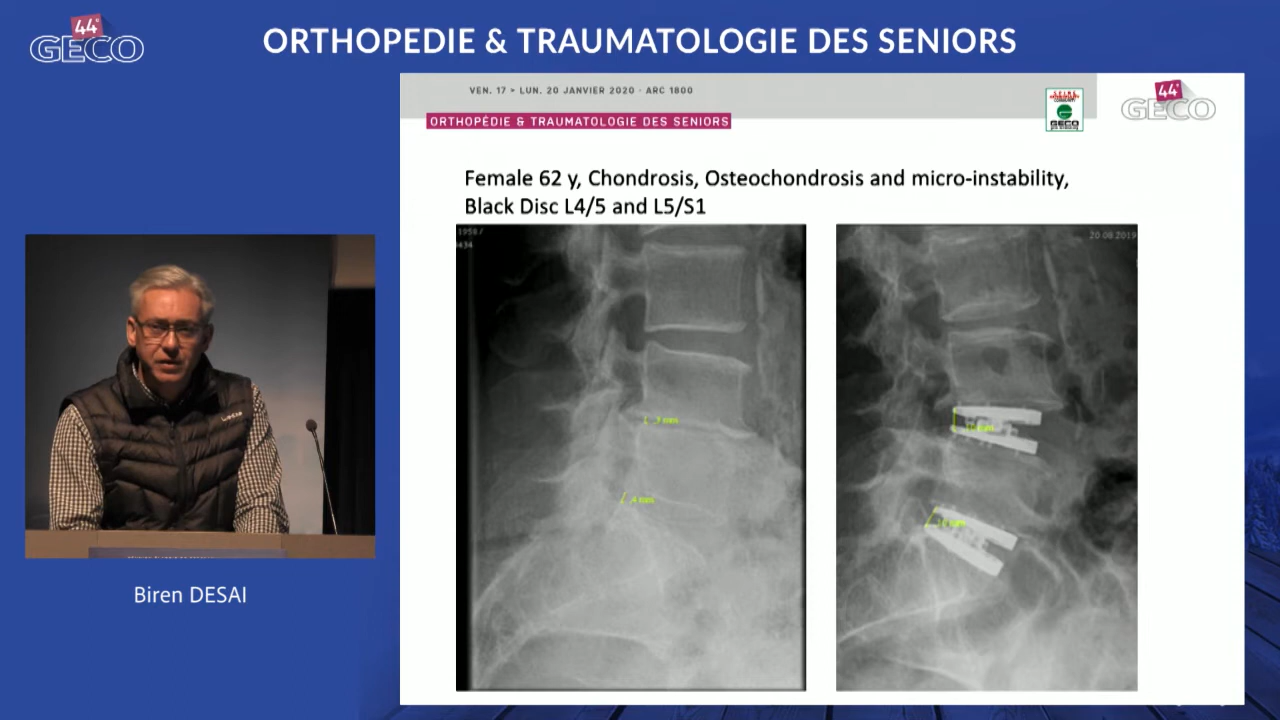 44e
GECO
ORTHOPEDIE & TRAUMATOLOGIE DES SENIORS
VEN. 17 > LUN. 20 JANVIER 2020 - ARC 1800
ORTHOPÉDIE & TRAUMATOLOGIE DES SENIORS
GECO
44e
GECO
Female 62 y, Chondrosis, Osteochondrosis and micro-instability,
Black Disc L4/5 and L5/S1
20 08 2019
Biren DESAI